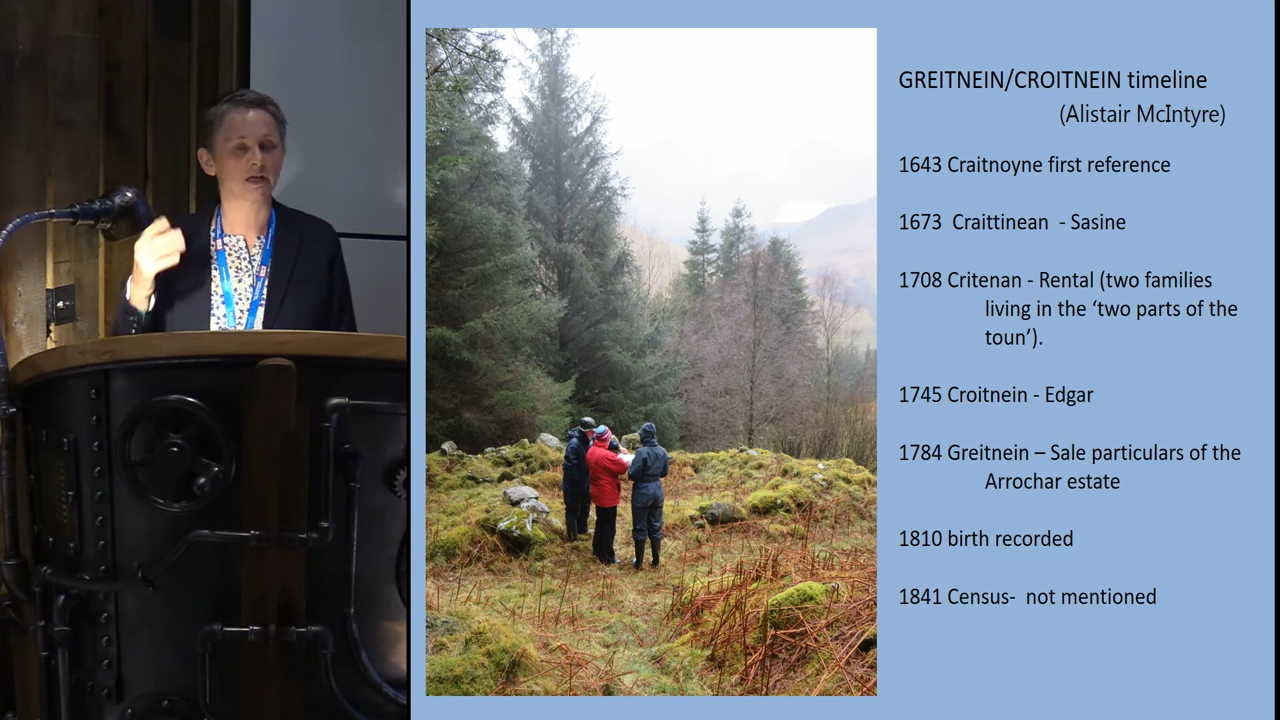 GREITNEIN/CROITNEIN timeline
(Alistair McIntyre)
1643 Craitnoyne first reference
1673  Craittinean  - Sasine
1708 Critenan - Rental (two families
living in the ‘two parts of the
toun’).
1745 Croitnein - Edgar
1784 Greitnein – Sale particulars of the
Arrochar estate
1810 birth recorded
1841 Census-  not mentioned